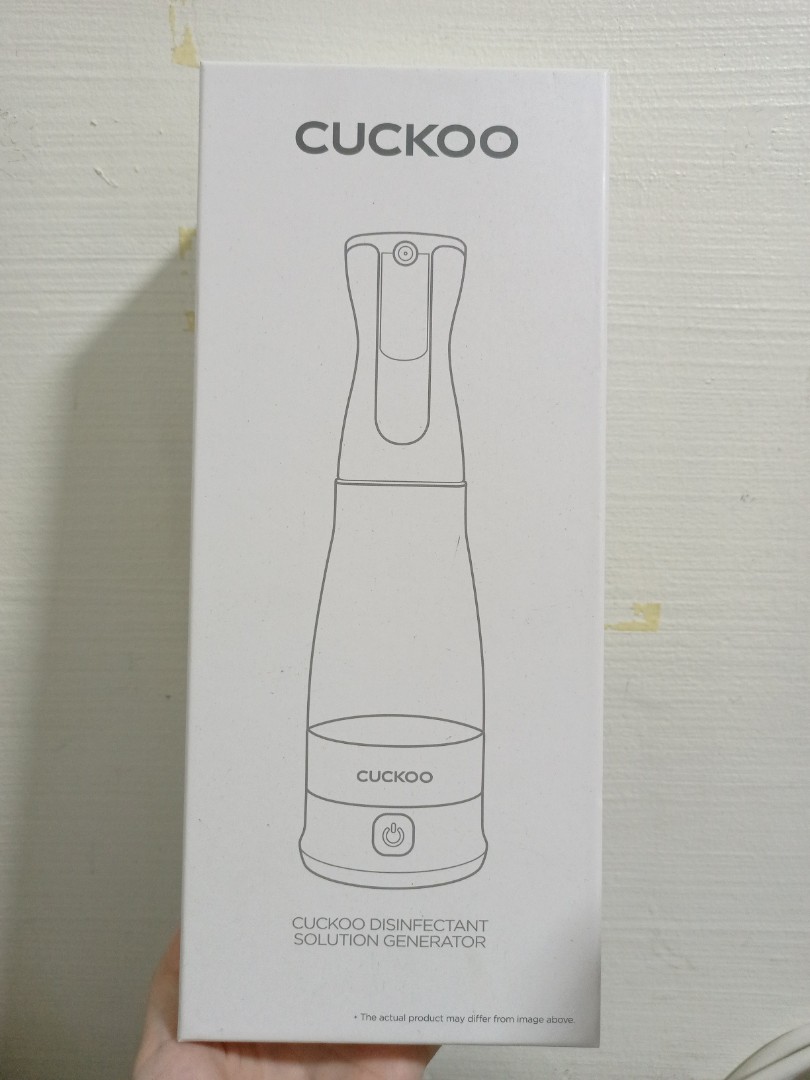 CUCKOO
CUCKOO
CUCKOO DISINFECTANT
SOLUTION GENERATOR
• The actual product may differ from image above.